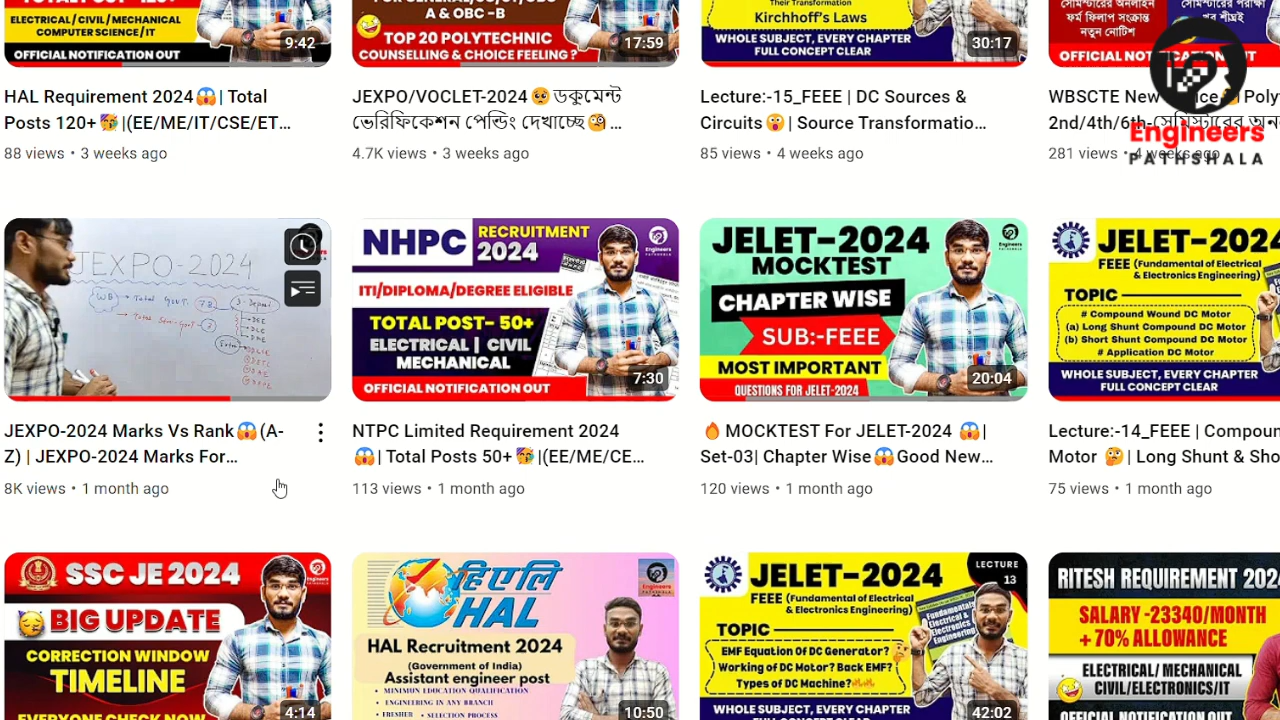 ELECTRICAL/CIVIL/MECHANICAL
COMPUTER SCIENCE/IT
OFFICIAL NOTIFICATION OUT
9:42
A & OBC -B
TOP 20 POLYTECHNIC
COUNSELLING & CHOICE FEELING ?
17:59
Their Transformation
Kirchhoff's Laws
WHOLE SUBJECT, EVERY CHAPTER
FULL CONCEPT CLEAR
30:17
সেমিস্টারের অনলাইন
ফর্ম ফিলাপ সংক্রান্ত
নতুন নোটিশ
HAL Requirement 2024😱| Total
Posts 120+🥳|(EE/ME/IT/CSE/ET…
88 views • 3 weeks ago
JEXPO/VOCLET-2024🥺ডকুমেন্ট
ভেরিফিকেশন পেন্ডিং দেখাচ্ছে🧐…
4.7K views • 3 weeks ago
Lecture:-15_FEEE | DC Sources &
Circuits😲| Source Transformatio…
85 views • 4 weeks ago
WBSCTE New
2nd/4th/6th-
281 views • 4 weeks ago
Engineers
PATHSHALA
JEXPO-2024
JEXPO-2024 Marks Vs Rank😱(A-
Z) | JEXPO-2024 Marks For…
8K views • 1 month ago
NHPC
RECRUITMENT
2024
ITI/DIPLOMA/DEGREE ELIGIBLE
TOTAL POST- 50+
ELECTRICAL | CIVIL
MECHANICAL
OFFICIAL NOTIFICATION OUT
7:30
NTPC Limited Requirement 2024
😱| Total Posts 50+🥳|(EE/ME/CE…
113 views • 1 month ago
JELET-2024
MOCKTEST
CHAPTER WISE
SUB:-FEEE
MOST IMPORTANT
QUESTIONS FOR JELET-2024
20:04
🔥MOCKTEST For JELET-2024 😱|
Set-03| Chapter Wise😱Good New…
120 views • 1 month ago
JELET-2024
FEEE (Fundamental of Electrical
& Electronics Engineering)
TOPIC
# Compound Wound DC Motor
(a) Long Shunt Compound DC Motor
(b) Short Shunt Compound DC Motor
# Application DC Motor
WHOLE SUBJECT, EVERY CHAPTER
FULL CONCEPT CLEAR
Lecture:-14_FEEE | Compoun
Motor 🤔| Long Shunt & Sho
75 views • 1 month ago
SSC JE 2024
BIG UPDATE
CORRECTION WINDOW
TIMELINE
EVERYONE CHECK NOW
4:14
हिएलि
HAL
HAL Recruitment 2024
(Government of India)
Assistant engineer post
• MINIMUM EDUCATION QUALIFICATION
• ENGINEERING IN ANY BRANCH
• FRESHER • SELECTION PROCESS
10:50
JELET-2024
LECTURE
13
FEEE (Fundamental of Electrical
& Electronics Engineering)
TOPIC
EMF Equation Of DC Generator?
Working of DC Motor? Back EMF?
Types of DC Machine?
WHOLE SUBJECT, EVERY CHAPTER
42:02
RITESH REQUIREMENT 202
SALARY -23340/MONTH
+ 70% ALLOWANCE
ELECTRICAL/ MECHANICAL
CIVIL/ELECTRONICS/IT
OFFICIAL NOTIFICATION OUT